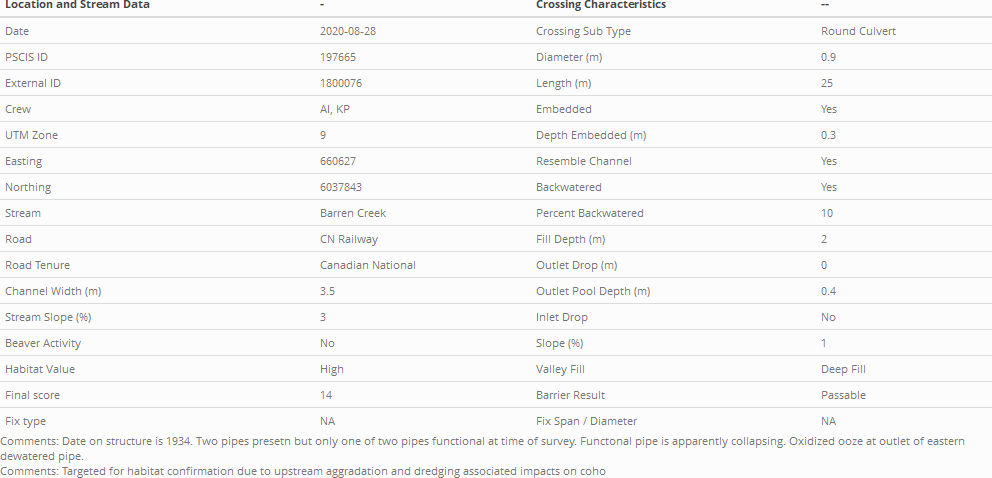 Location and Stream Data - Crossing Characteristics --
Date 2020-08-28 Crossing Sub Type Round Culvert
PSCIS ID 197665 Diameter (m) 0.9
External ID 1800076 Length (m) 25
Crew AI, KP Embedded Yes
UTM Zone 9 Depth Embedded (m) 0.3
Easting 660627 Resemble Channel Yes
Northing 6037843 Backwatered Yes
Stream Barren Creek Percent Backwatered 10
Road CN Railway Fill Depth (m) 2
Road Tenure Canadian National Outlet Drop (m) 0
Channel Width (m) 3.5 Outlet Pool Depth (m) 0.4
Stream Slope (%) 3 Inlet Drop No
Beaver Activity No Slope (%) 1
Habitat Value High Valley Fill Deep Fill
Final score 14 Barrier Result Passable
Fix type NA Fix Span / Diameter NA
Comments: Date on structure is 1934. Two pipes presetn but only one of two pipes functional at time of survey. Functonal pipe is apparently collapsing. Oxidized ooze at outlet of eastern
dewatered pipe.
Comments: Targeted for habitat confirmation due to upstream aggradation and dredging associated impacts on coho